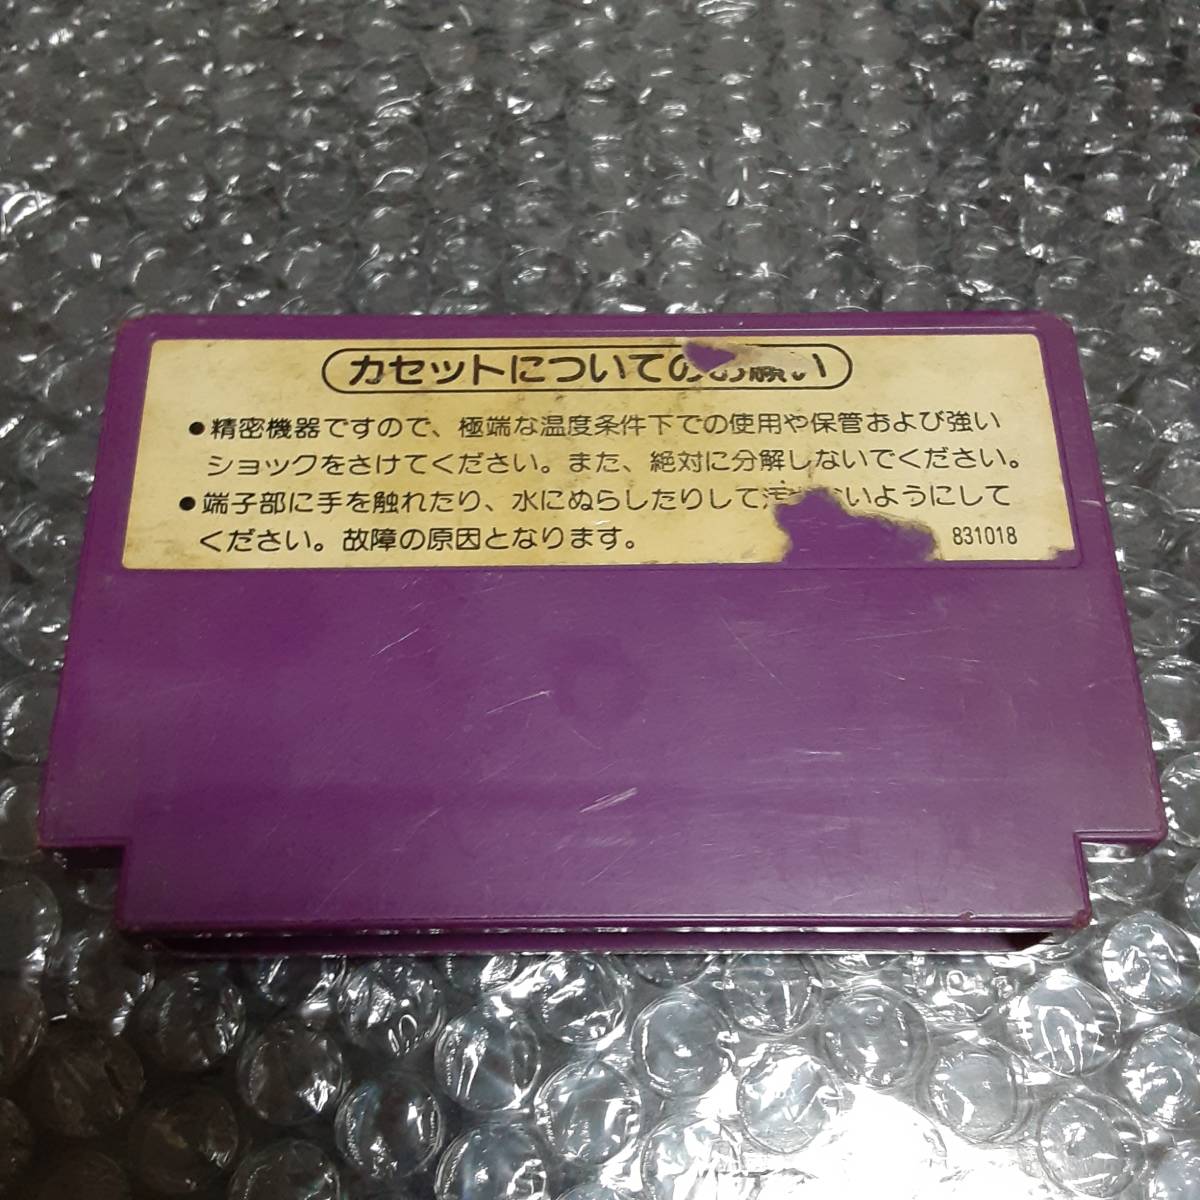 カセットについてのお願い
●精密機器ですので、極端な温度条件下での使用や保管および強い
ショックをさけてください。また、絶対に分解しないでください。
●端子部に手を触れたり、水にぬらしたりして ないようにして
ください。故障の原因となります。
831018